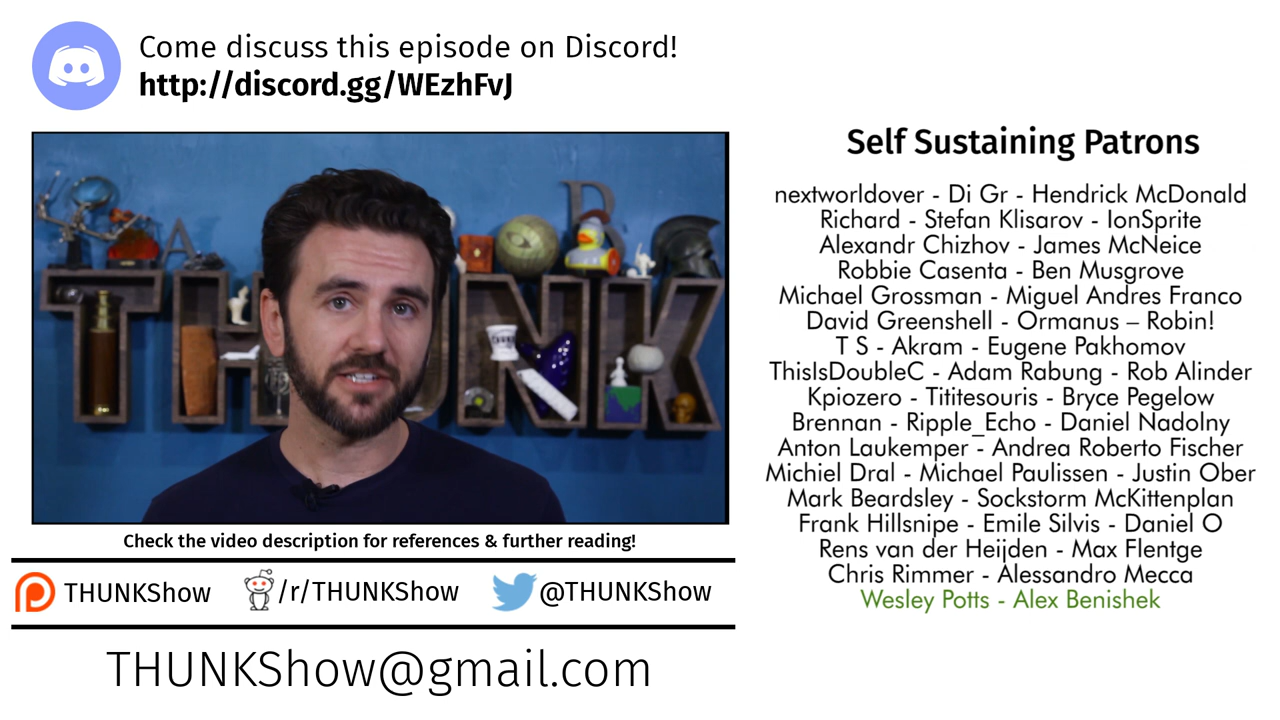 Come discuss this episode on Discord!
http://discord.gg/WEzhFvJ
THUNK
Check the video description for references & further reading!
THUNKShow
/r/THUNKShow
@THUNKShow
THUNKShow@gmail.com
Self Sustaining Patrons
nextworldover - Di Gr - Hendrick McDonald
Richard - Stefan Klisarov - IonSprite
Alexandr Chizhov - James McNeice
Robbie Casenta - Ben Musgrove
Michael Grossman - Miguel Andres Franco
David Greenshell - Ormanus – Robin!
T S - Akram - Eugene Pakhomov
ThisIsDoubleC - Adam Rabung - Rob Alinder
Kpiozero - Tititesouris - Bryce Pegelow
Brennan - Ripple_Echo - Daniel Nadolny
Anton Laukemper - Andrea Roberto Fischer
Michiel Dral - Michael Paulissen - Justin Ober
Mark Beardsley - Sockstorm McKittenplan
Frank Hillsnipe - Emile Silvis - Daniel O
Rens van der Heijden - Max Flentge
Chris Rimmer - Alessandro Mecca
Wesley Potts - Alex Benishek